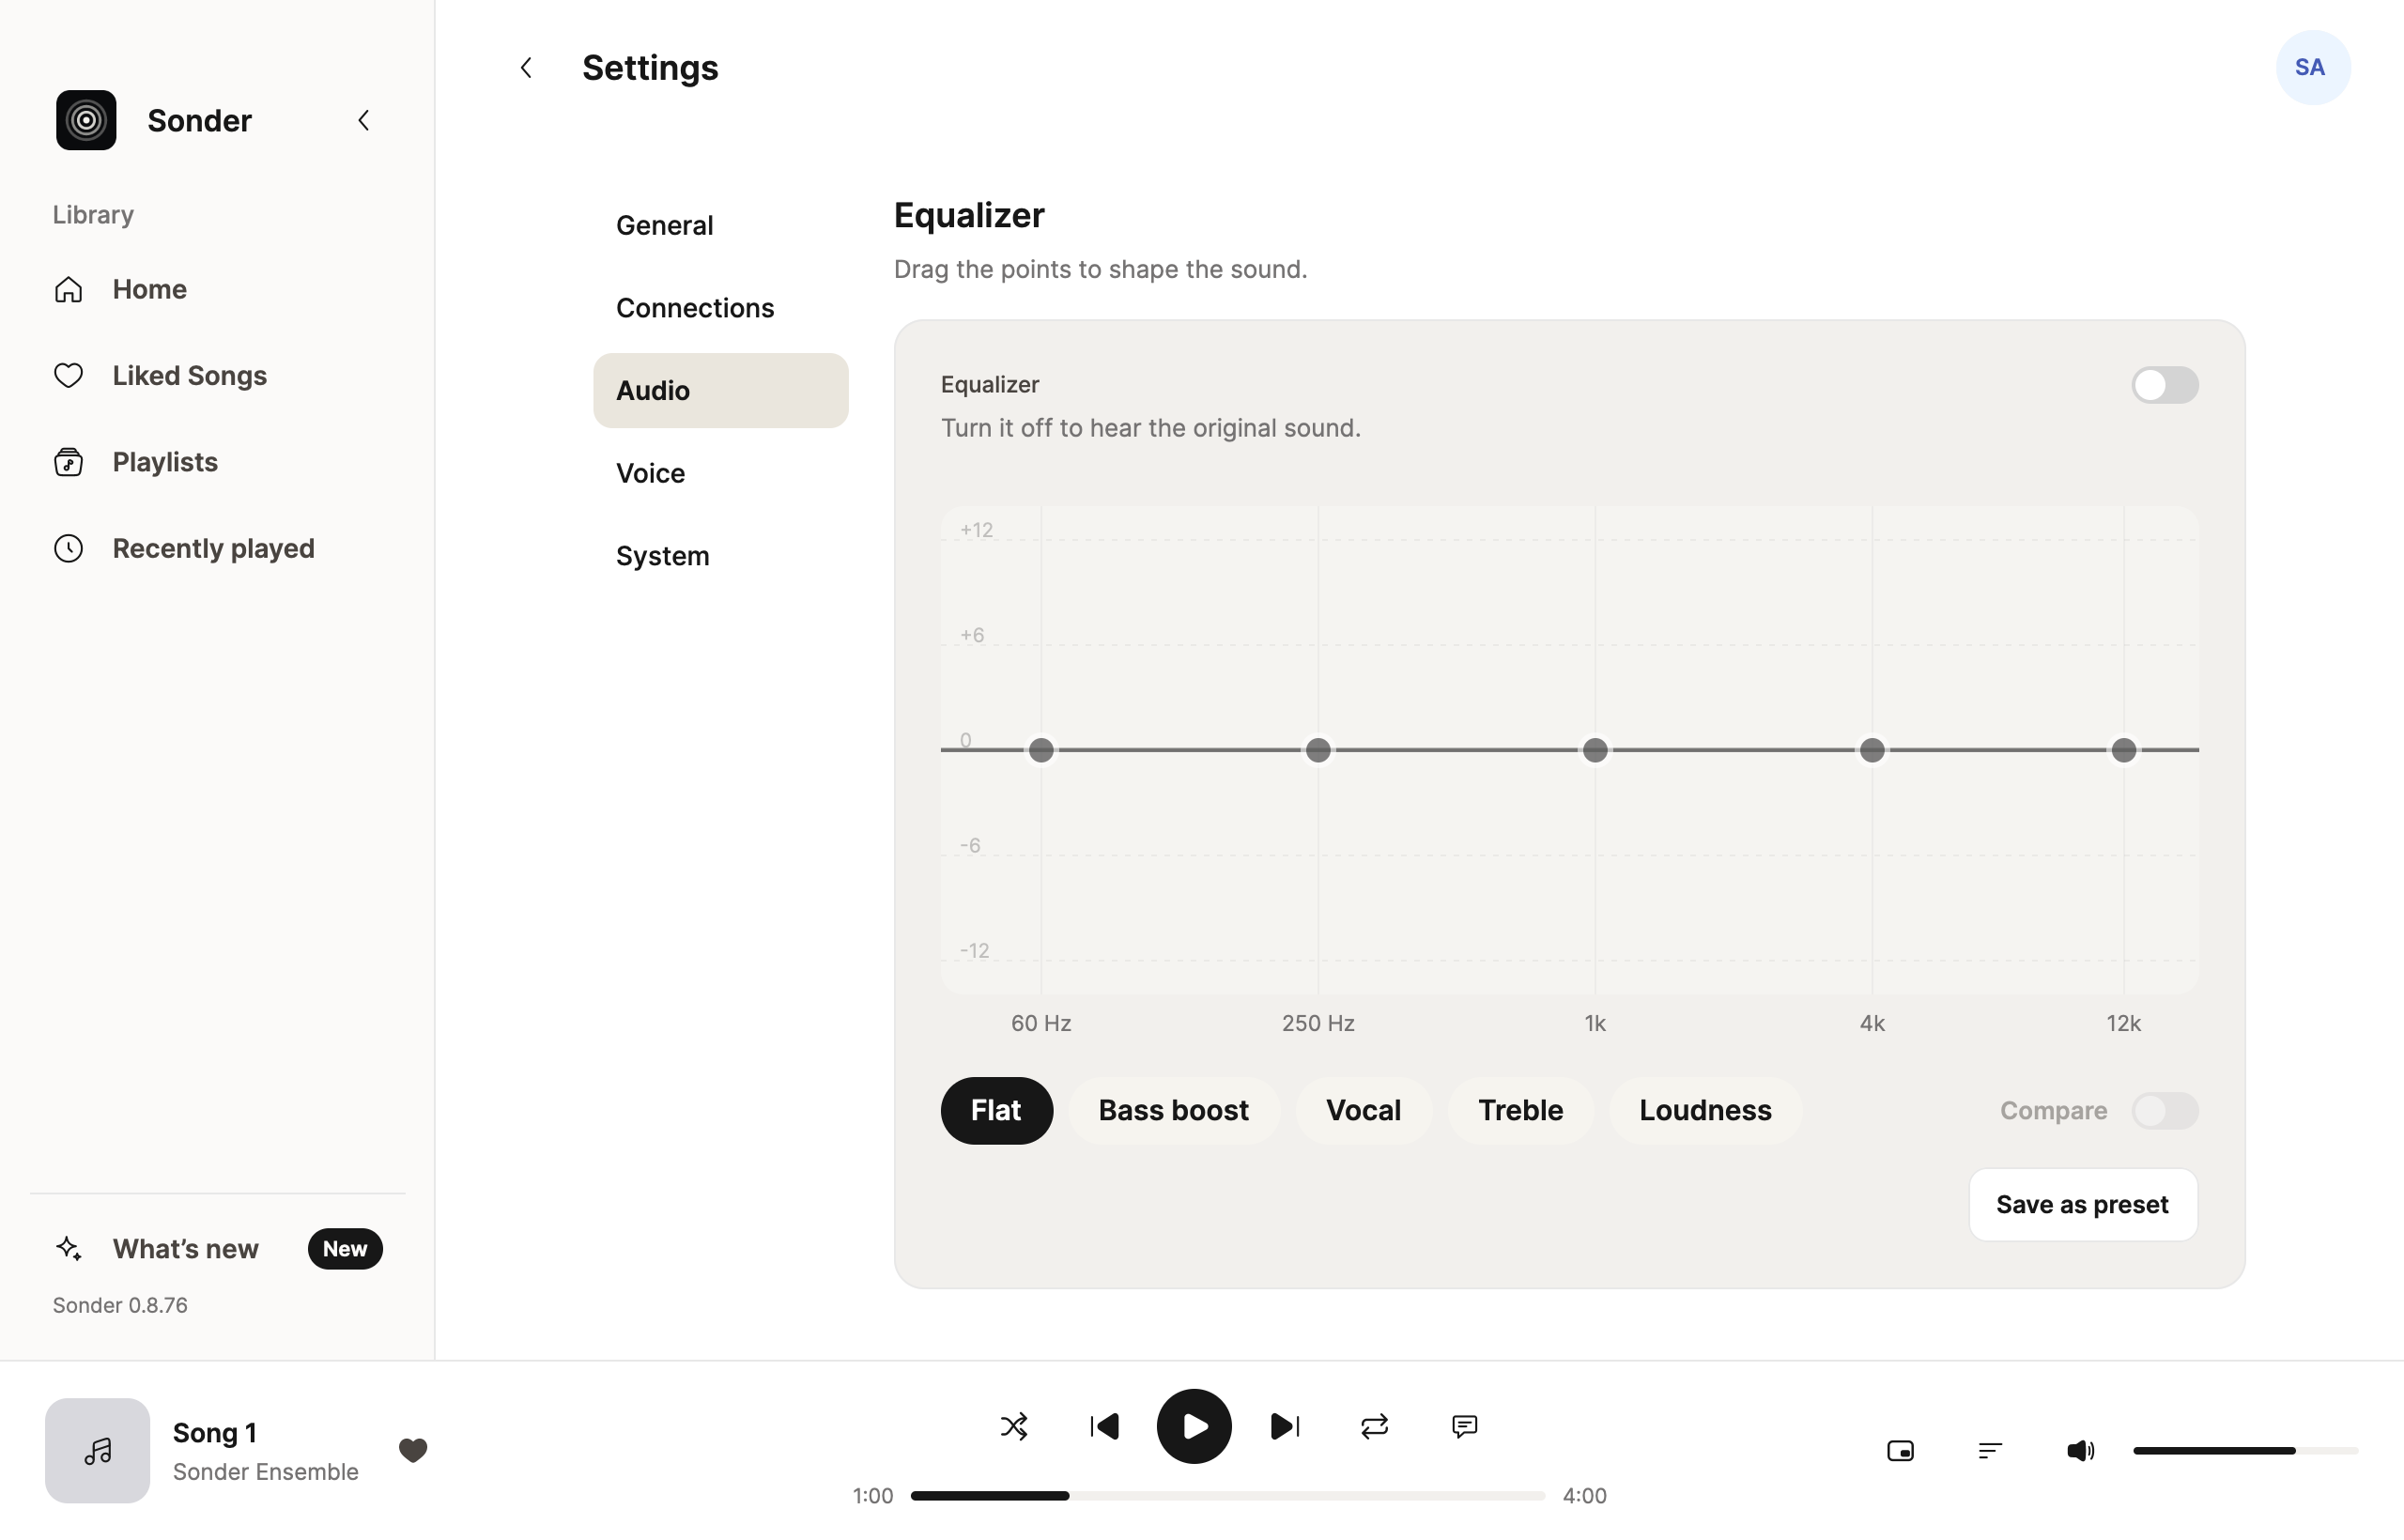 Settings
SA
Sonder
Library
Home
Liked Songs
Playlists
Recently played
What’s new
New
Sonder 0.8.76
General
Connections
Audio
Voice
System
Equalizer
Drag the points to shape the sound.
Equalizer
Turn it off to hear the original sound.
+12
+6
0
-6
-12
60 Hz
250 Hz
1k
4k
12k
Flat
Bass boost
Vocal
Treble
Loudness
Compare
Save as preset
Song 1
Sonder Ensemble
1:00
4:00